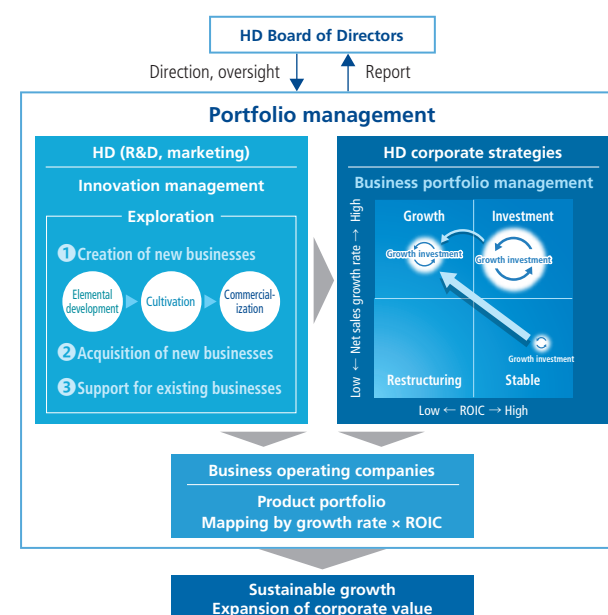 HD Board of Directors
Direction, oversight
Report
Portfolio management
HD (R&D, marketing)
Innovation management
Exploration
1 Creation of new businesses
Elemental
development
Cultivation
Commercial-
ization
2 Acquisition of new businesses
3 Support for existing businesses
HD corporate strategies
Business portfolio management
Low ← Net sales growth rate → High
Growth
Investment
Growth investment
Growth investment
Growth investment
Restructuring
Stable
Low ← ROIC → High
Business operating companies
Product portfolio
Mapping by growth rate × ROIC
Sustainable growth
Expansion of corporate value